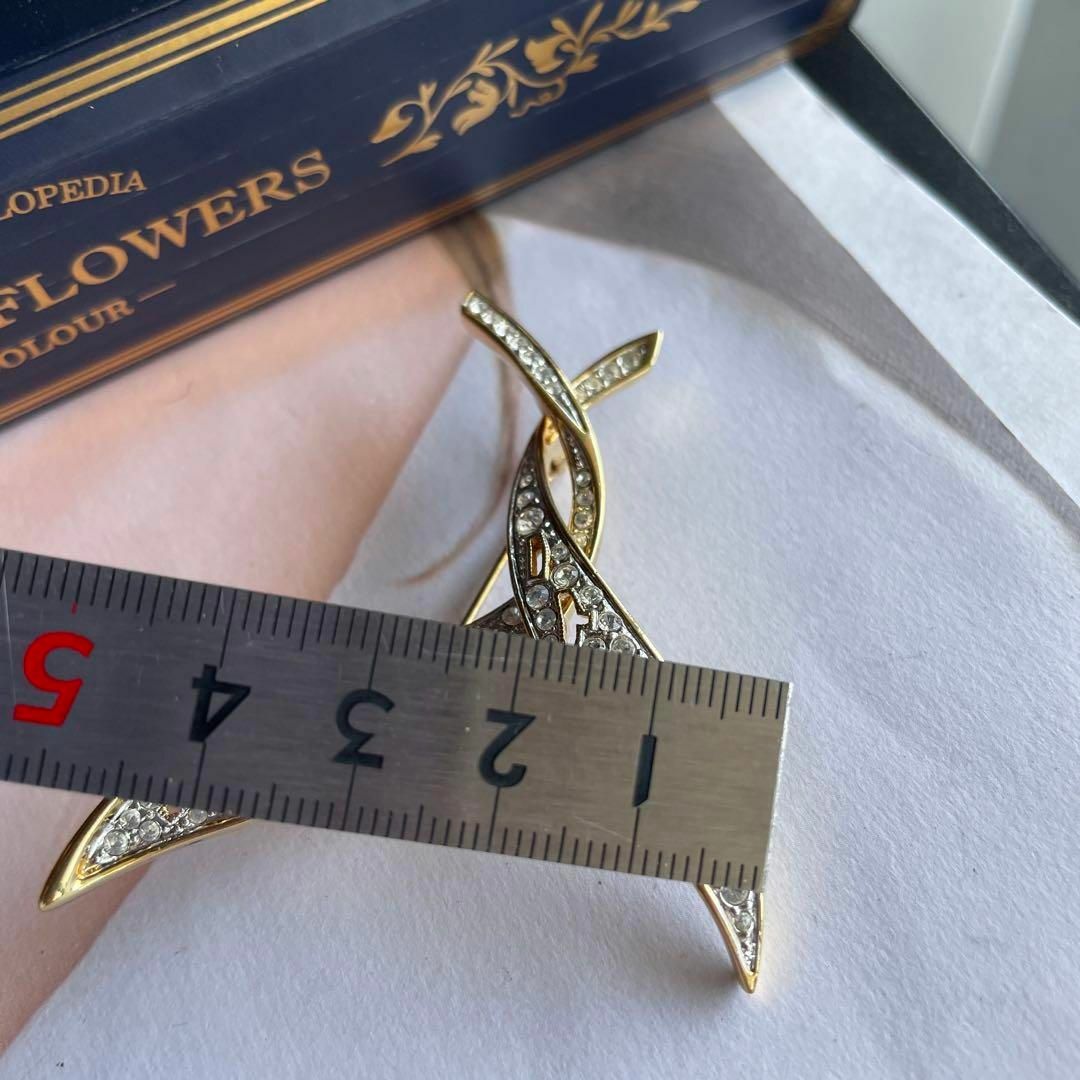 LOPEDIA
FLOWERS
OLOUR —
5 4 3 2 1